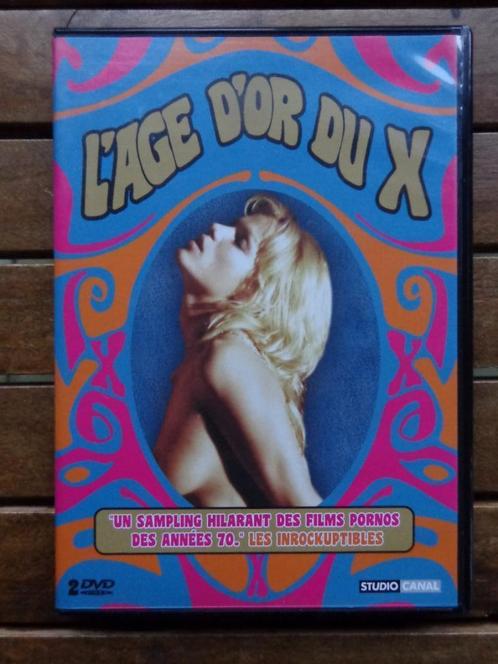 L'AGE D'OR DU X
"UN SAMPLING HILARANT DES FILMS PORNOS
DES ANNÉES 70." LES INROCKUPTIBLES
2 DVD
STUDIO CANAL